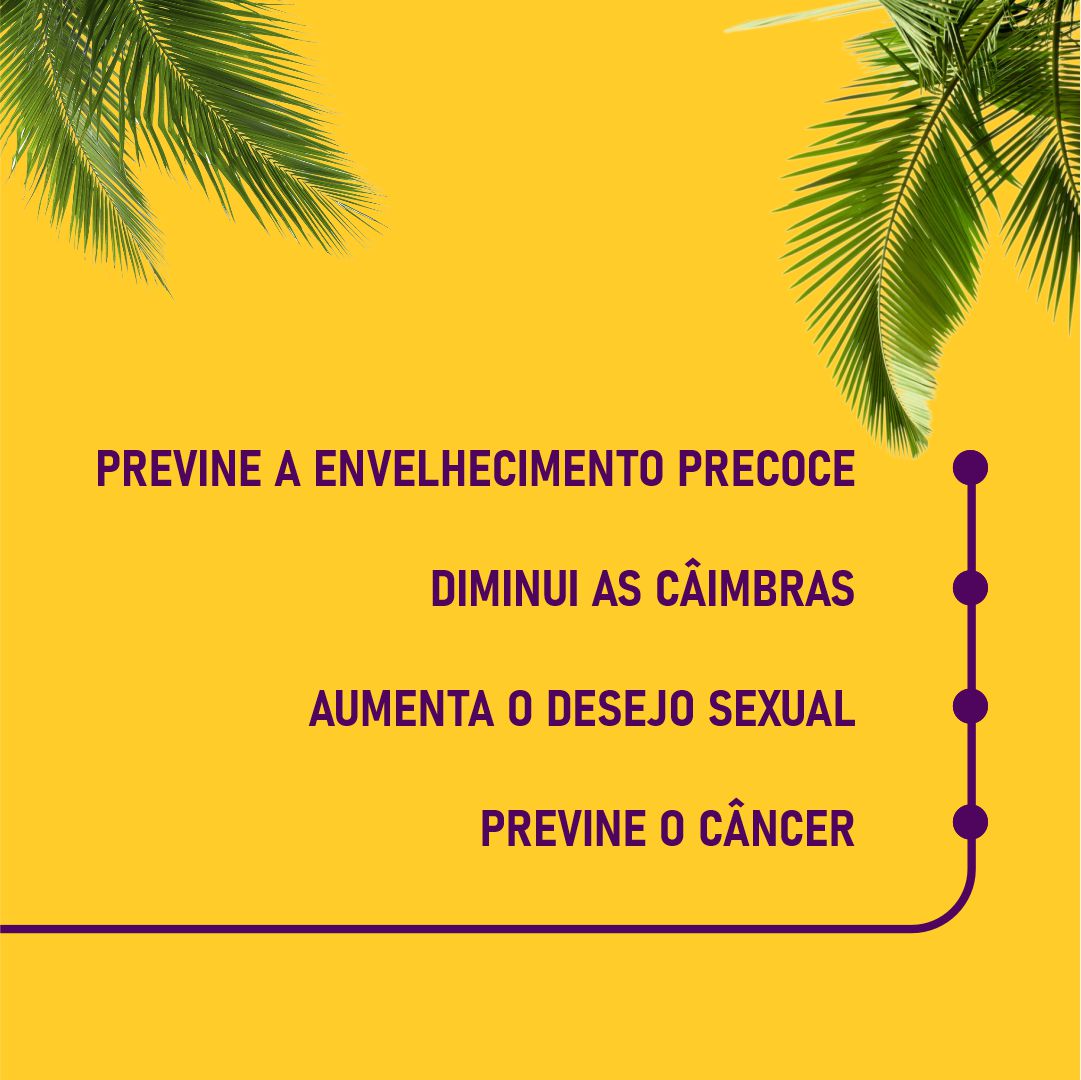 PREVINE A ENVELHECIMENTO PRECOCE
DIMINUI AS CÂIMBRAS
AUMENTA O DESEJO SEXUAL
PREVINE O CÂNCER